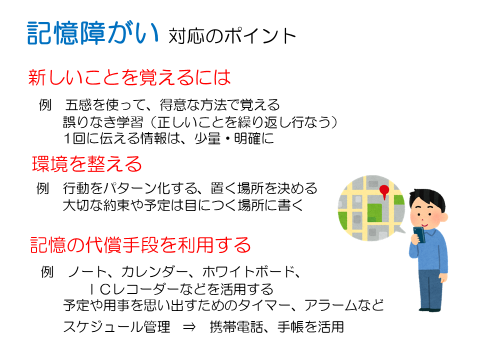 記憶障がい 対応のポイント
新しいことを覚えるには
例　五感を使って、得意な方法で覚える
誤りなき学習（正しいことを繰り返し行なう）
1回に伝える情報は、少量・明確に
環境を整える
例　行動をパターン化する、置く場所を決める
大切な約束や予定は目につく場所に書く
記憶の代償手段を利用する
例　ノート、カレンダー、ホワイトボード、
ＩＣレコーダーなどを活用する
予定や用事を思い出すためのタイマー、アラームなど
スケジュール管理　⇒　携帯電話、手帳を活用